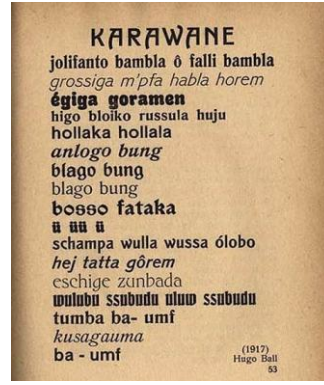 KARAWANE
jolifanto bambla ô falli bambla
grossiga m'pfa habla horem
égiga goramen
higo bloiko russula huju
hollaka hollala
anlogo bung
blago bung
blago bung
bosso fataka
ü üü ü
schampa wulla wussa ólobo
hej tatta gôrem
eschige zunbada
wulubu ssubudu uluw ssubudu
tumba ba- umf
kusagauma
ba - umf
(1917)
Hugo Ball
53